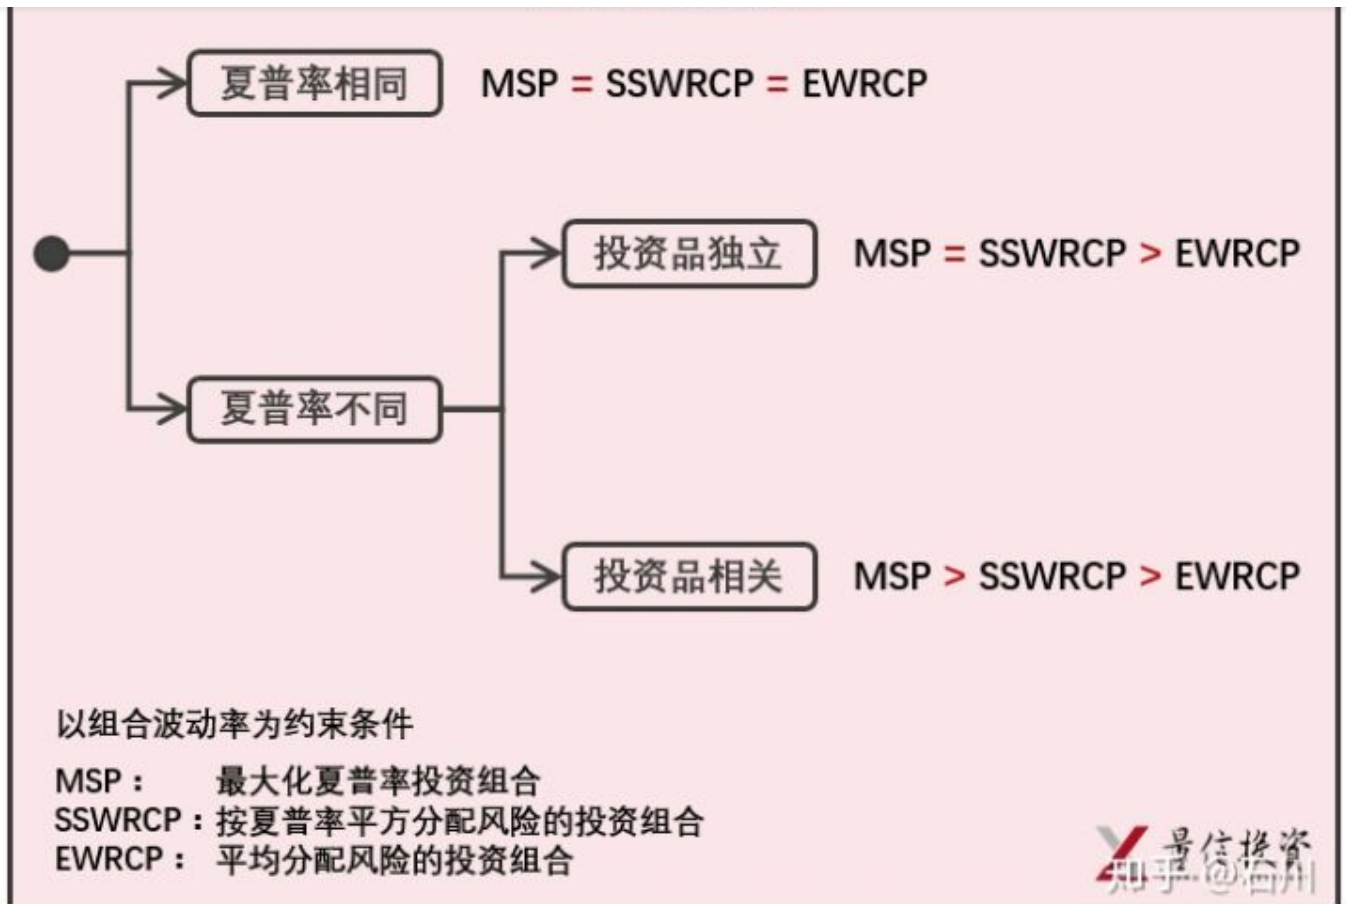 夏普率相同 MSP = SSWRCP = EWRCP
投资品独立 MSP = SSWRCP > EWRCP
夏普率不同
投资品相关 MSP > SSWRCP > EWRCP
以组合波动率为约束条件
MSP： 最大化夏普率投资组合
SSWRCP：按夏普率平方分配风险的投资组合
EWRCP： 平均分配风险的投资组合
量信投资
知乎 @石川